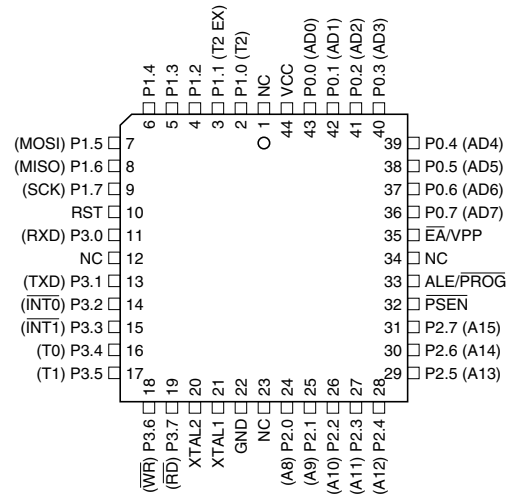 P1.4
P1.3
P1.2
P1.1 (T2 EX)
P1.0 (T2)
NC
VCC
P0.0 (AD0)
P0.1 (AD1)
P0.2 (AD2)
P0.3 (AD3)
6
5
4
3
2
1
44
43
42
41
40
(MOSI) P1.5 7
(MISO) P1.6 8
(SCK) P1.7 9
RST 10
(RXD) P3.0 11
NC 12
(TXD) P3.1 13
(I̅N̅T̅0̅) P3.2 14
(I̅N̅T̅1̅) P3.3 15
(T0) P3.4 16
(T1) P3.5 17
39 P0.4 (AD4)
38 P0.5 (AD5)
37 P0.6 (AD6)
36 P0.7 (AD7)
35 E̅A̅/VPP
34 NC
33 ALE/P̅R̅O̅G̅
32 P̅S̅E̅N̅
31 P2.7 (A15)
30 P2.6 (A14)
29 P2.5 (A13)
18
19
20
21
22
23
24
25
26
27
28
(W̅R̅) P3.6
(R̅D̅) P3.7
XTAL2
XTAL1
GND
NC
(A8) P2.0
(A9) P2.1
(A10) P2.2
(A11) P2.3
(A12) P2.4